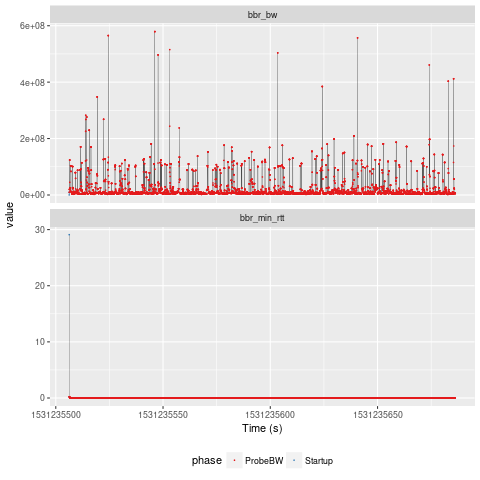 bbr_bw
6e+08
4e+08
2e+08
0e+00
value
bbr_min_rtt
30
20
10
0
1531235500 1531235550 1531235600 1531235650
Time (s)
phase ProbeBW Startup